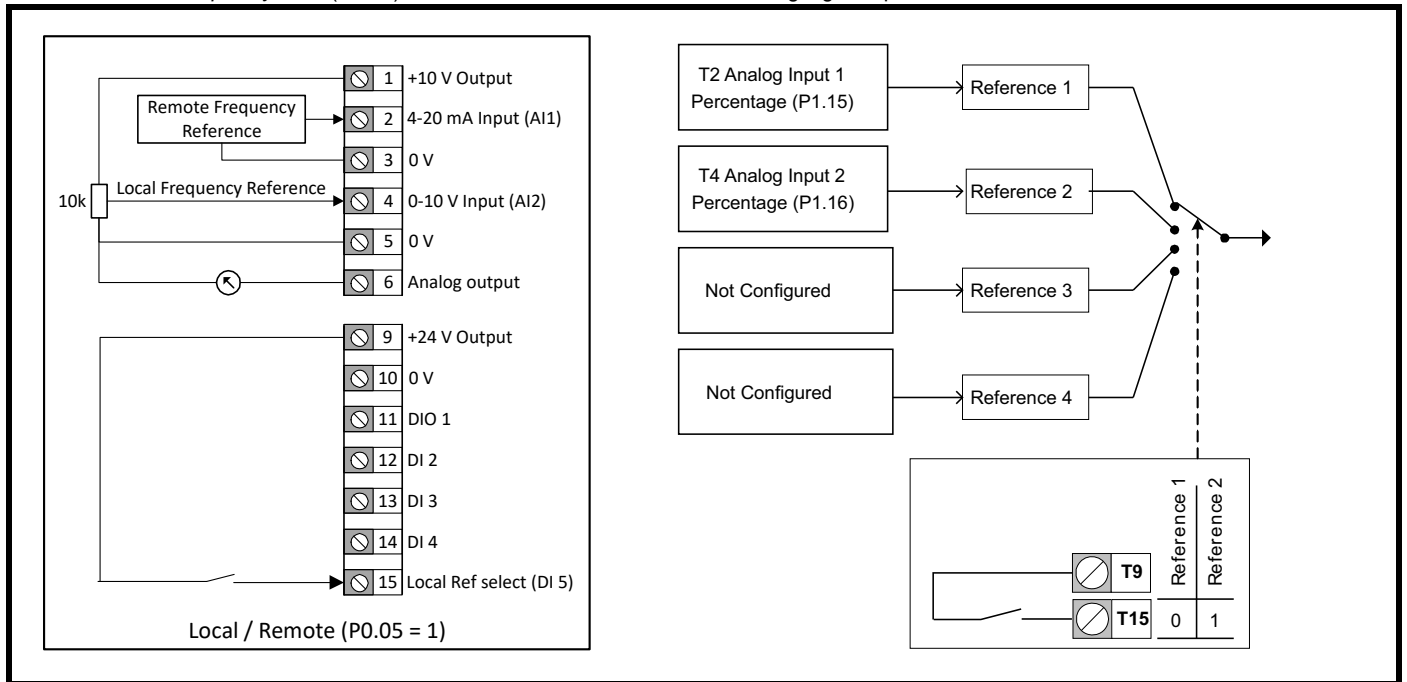 1 +10 V Output
Remote Frequency
Reference
2 4-20 mA Input (AI1)
3 0 V
10k
Local Frequency Reference
4 0-10 V Input (AI2)
5 0 V
6 Analog output
9 +24 V Output
10 0 V
11 DIO 1
12 DI 2
13 DI 3
14 DI 4
15 Local Ref select (DI 5)
Local / Remote (P0.05 = 1)
T2 Analog Input 1
Percentage (P1.15)
Reference 1
T4 Analog Input 2
Percentage (P1.16)
Reference 2
Not Configured
Reference 3
Not Configured
Reference 4
Reference 1
Reference 2
T9
T15 0 1